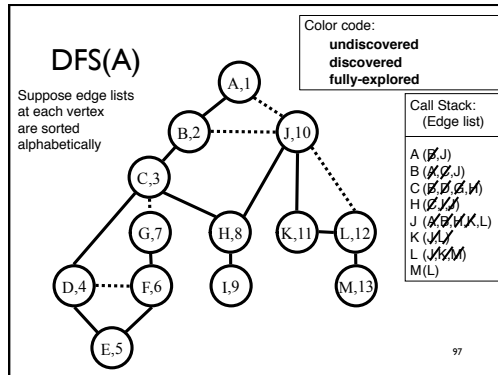 DFS(A)
Suppose edge lists
at each vertex
are sorted
alphabetically
Color code:
undiscovered
discovered
fully-explored
A,1
B,2
J,10
C,3
G,7
H,8
K,11
L,12
D,4
F,6
I,9
M,13
E,5
Call Stack:
(Edge list)
A (B,J)
B (A,C,J)
C (B,D,G,H)
H (C,I,J)
J (A,B,H,K,L)
K (J,L)
L (J,K,M)
M(L)
97